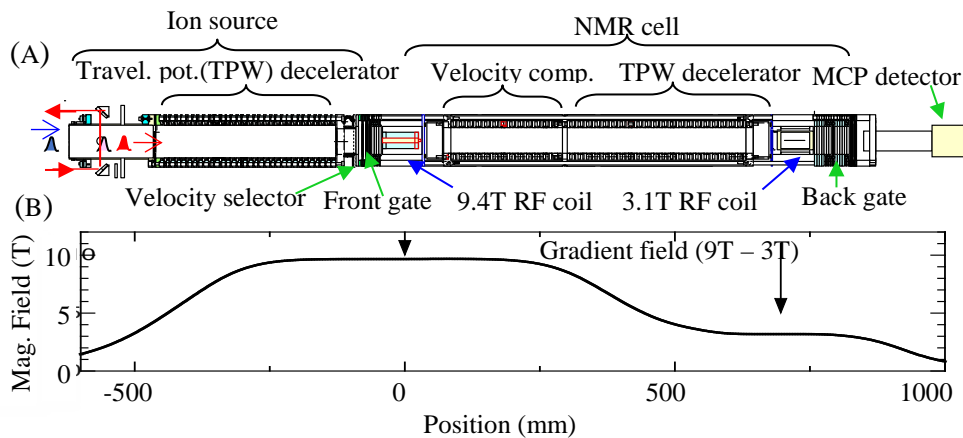 Ion source
NMR cell
(A)
Travel. pot.(TPW) decelerator
Velocity comp.
TPW decelerator
MCP detector
Velocity selector
Front gate
9.4T RF coil
3.1T RF coil
Back gate
(B)
Mag. Field (T)
10
5
0
Gradient field (9T – 3T)
-500
0
500
1000
Position (mm)